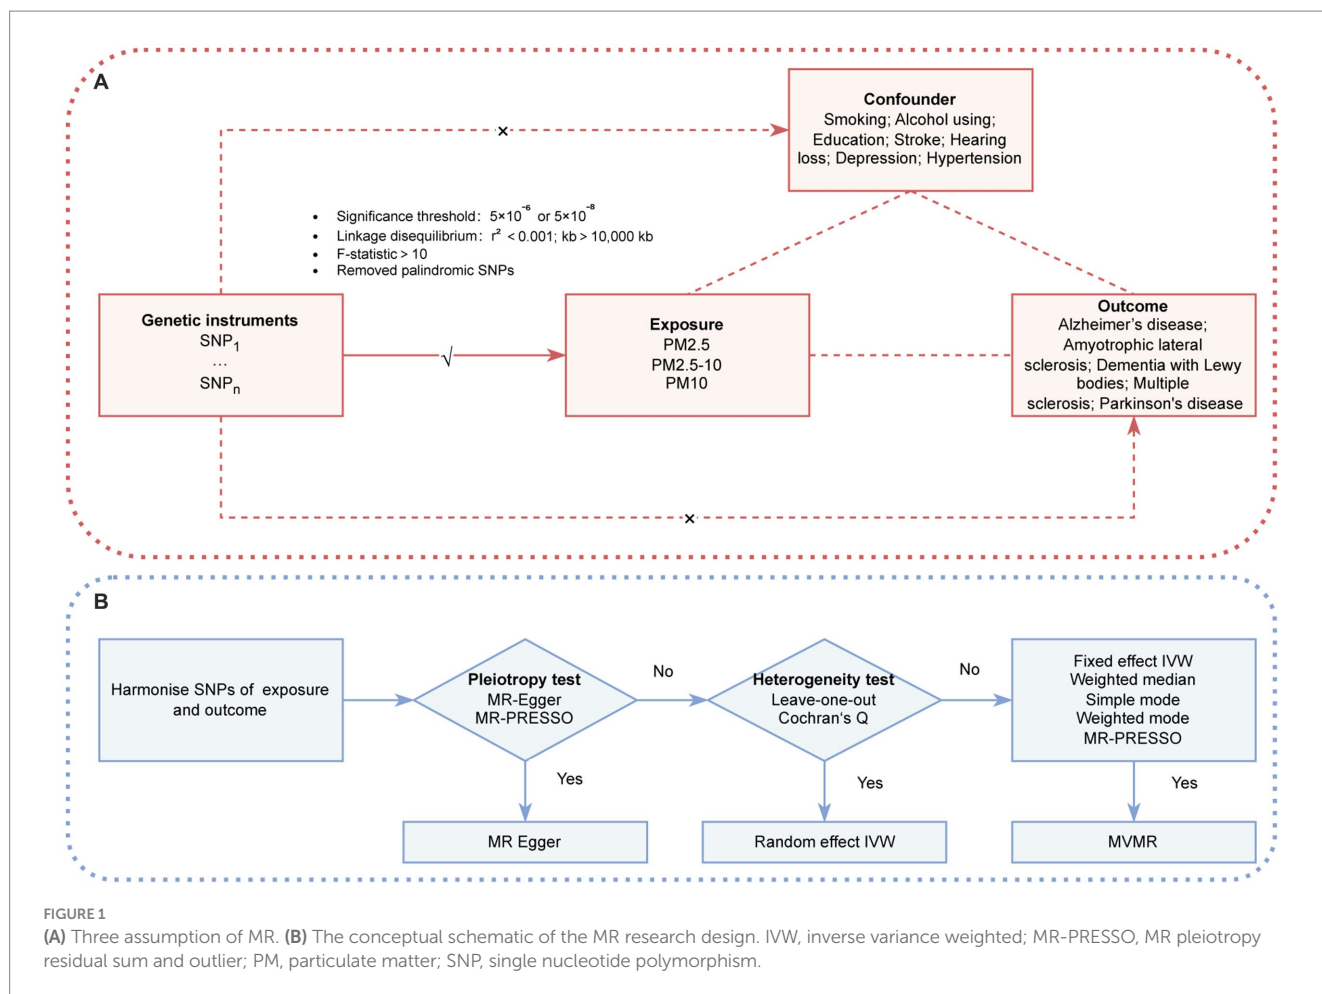 A
Confounder
Smoking; Alcohol using;
Education; Stroke; Hearing
loss; Depression; Hypertension
×
• Significance threshold: 5×10⁻⁶ or 5×10⁻⁸
• Linkage disequilibrium: r² < 0.001; kb > 10,000 kb
• F-statistic > 10
• Removed palindromic SNPs
Genetic instruments
SNP₁
...
SNPₙ
√
Exposure
PM2.5
PM2.5-10
PM10
Outcome
Alzheimer's disease;
Amyotrophic lateral
sclerosis; Dementia with Lewy
bodies; Multiple
sclerosis; Parkinson's disease
×
B
Harmonise SNPs of exposure
and outcome
Pleiotropy test
MR-Egger
MR-PRESSO
No
Heterogeneity test
Leave-one-out
Cochran's Q
No
Fixed effect IVW
Weighted median
Simple mode
Weighted mode
MR-PRESSO
Yes
Yes
Yes
MR Egger
Random effect IVW
MVMR
FIGURE 1
(A) Three assumption of MR. (B) The conceptual schematic of the MR research design. IVW, inverse variance weighted; MR-PRESSO, MR pleiotropy
residual sum and outlier; PM, particulate matter; SNP, single nucleotide polymorphism.